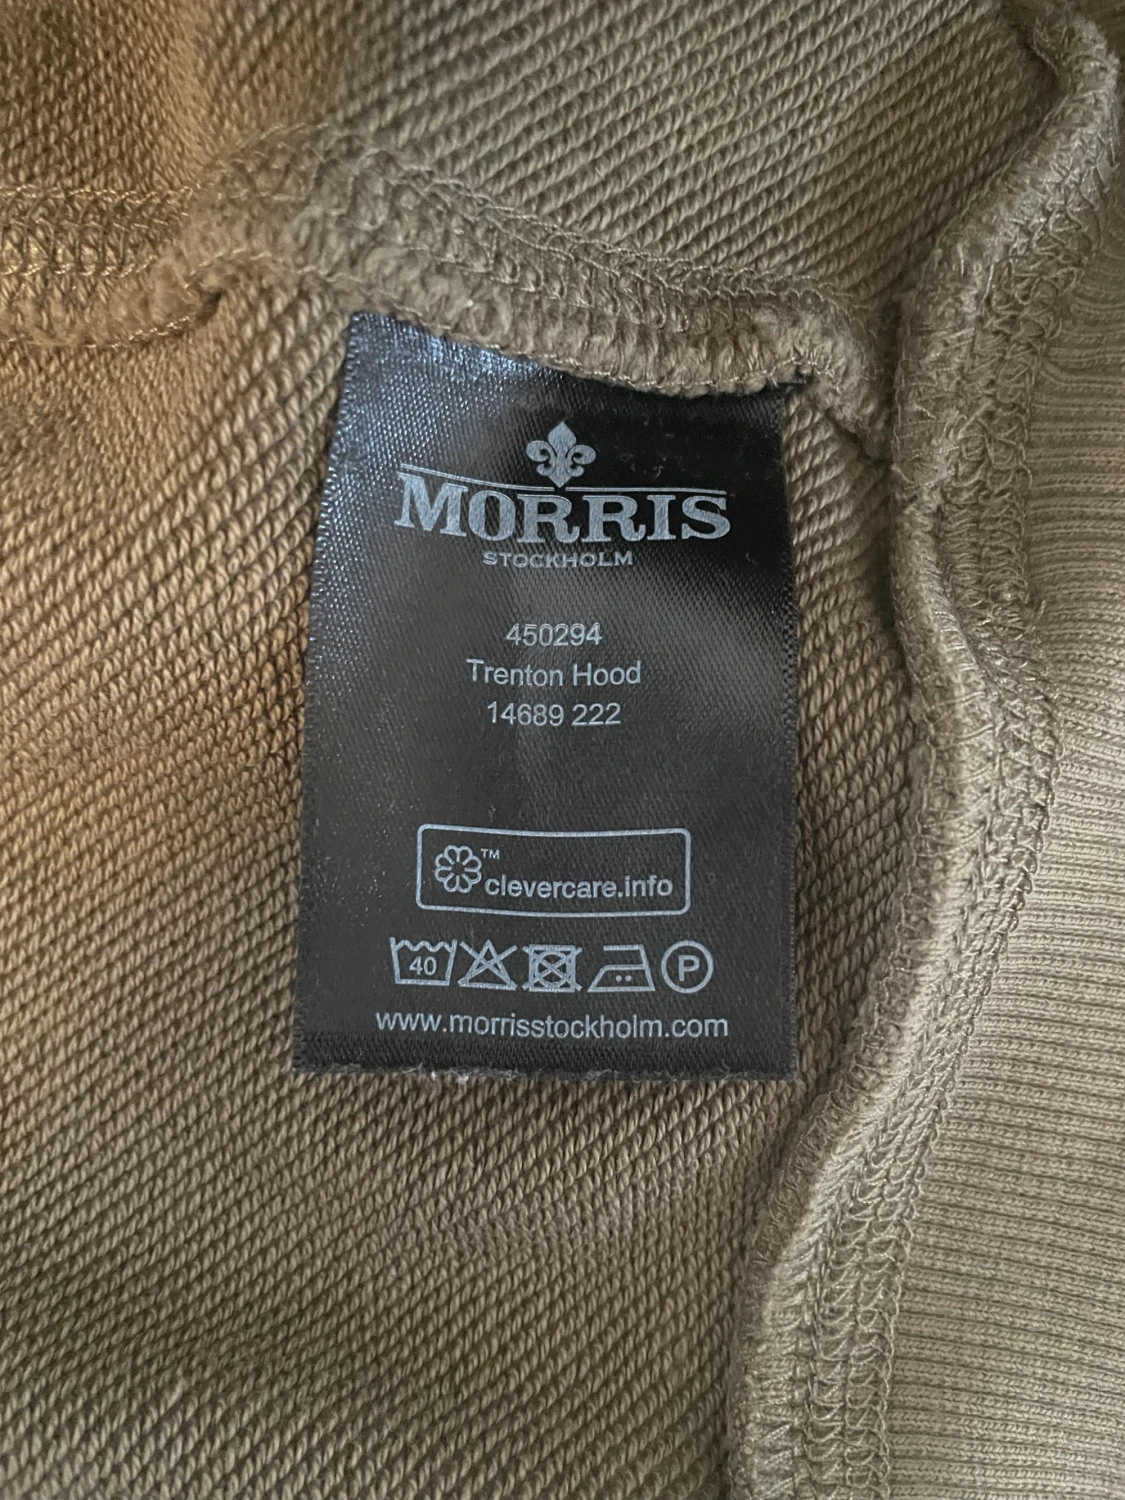 MORRIS
STOCKHOLM
450294
Trenton Hood
14689 222
™
clevercare.info
40 P
www.morrisstockholm.com